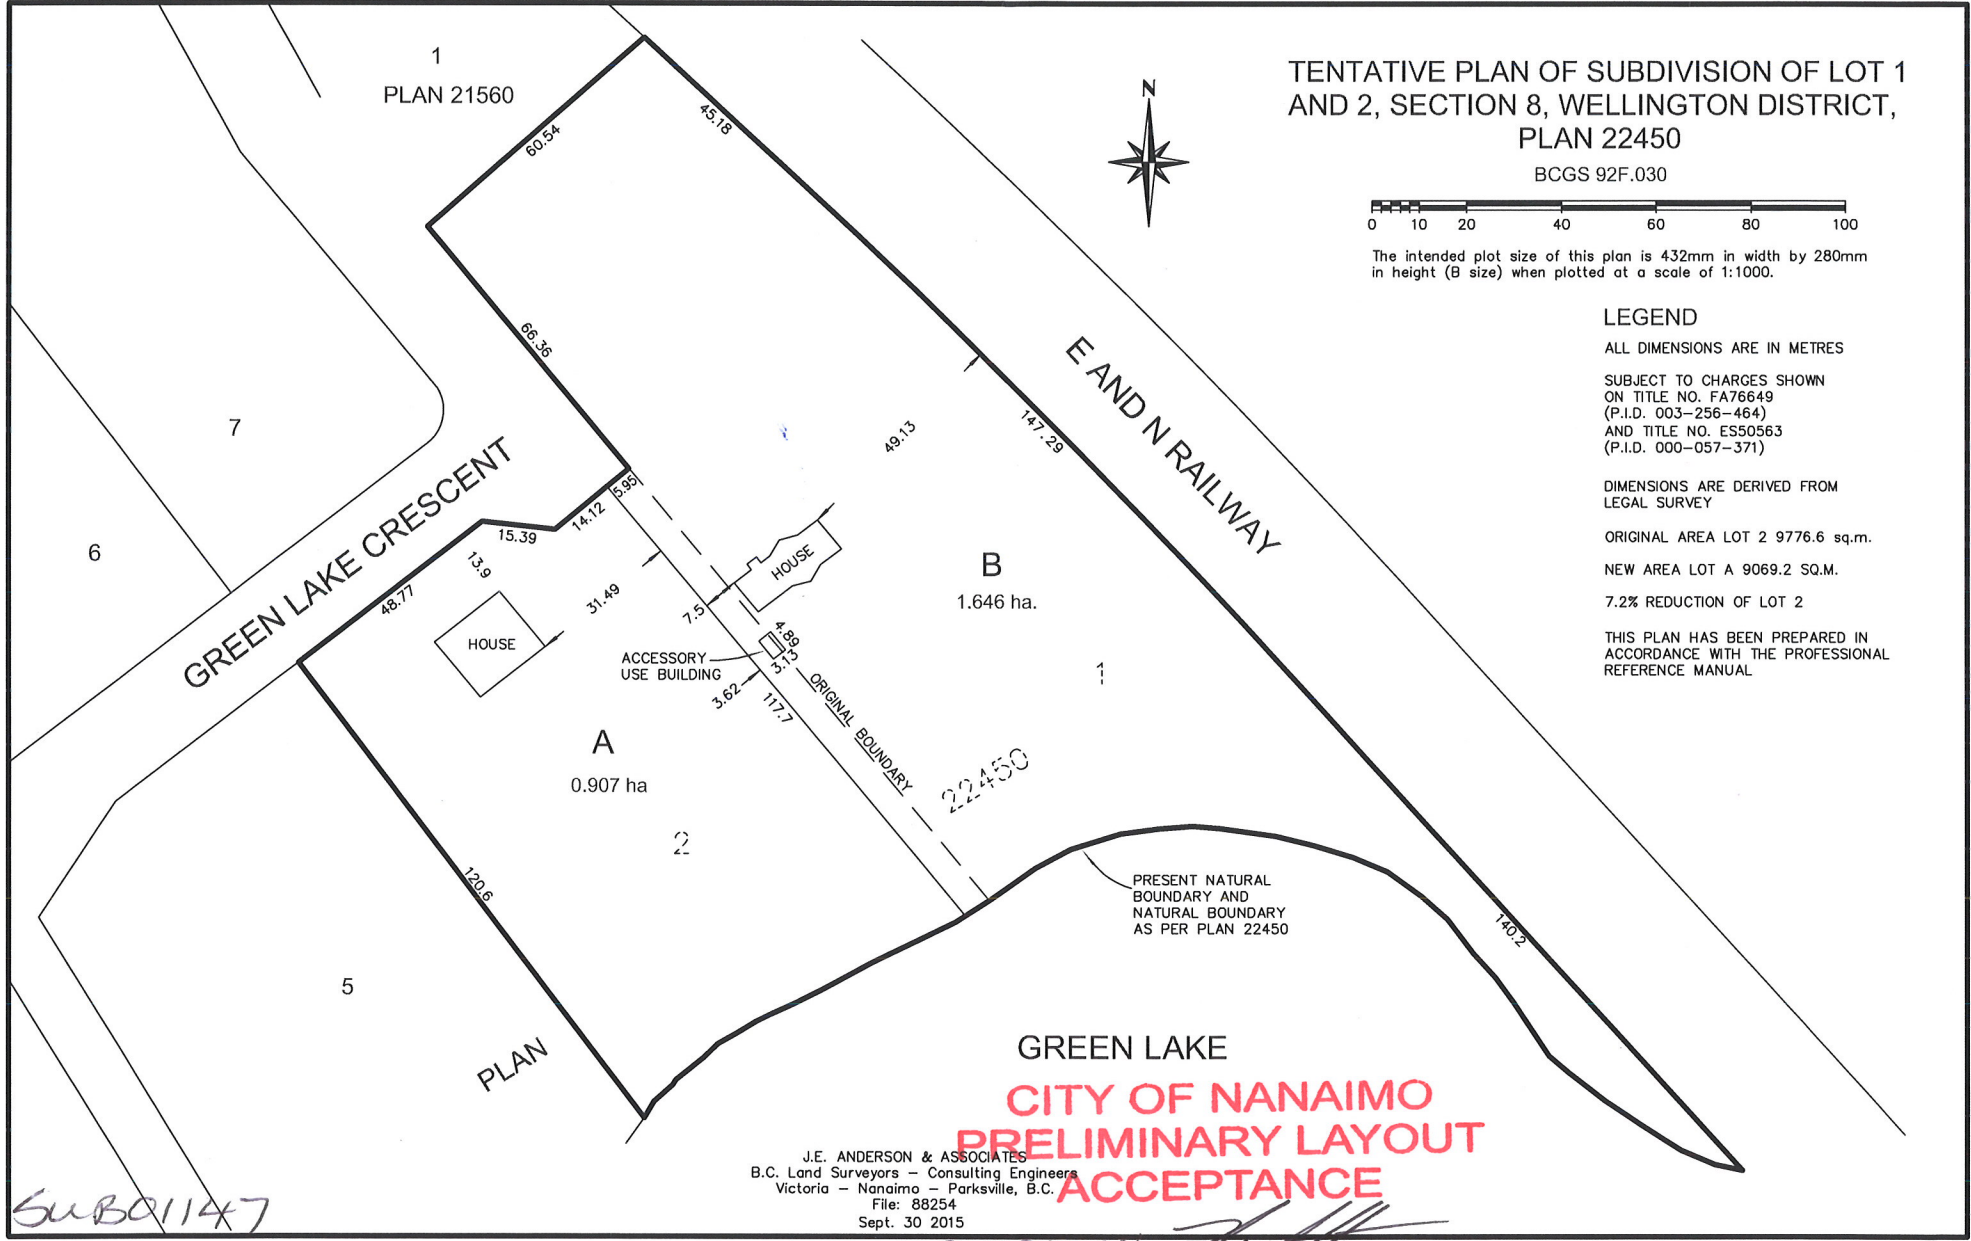 TENTATIVE PLAN OF SUBDIVISION OF LOT 1
AND 2, SECTION 8, WELLINGTON DISTRICT,
PLAN 22450
BCGS 92F.030
0 10 20 40 60 80 100
The intended plot size of this plan is 432mm in width by 280mm
in height (B size) when plotted at a scale of 1:1000.
LEGEND
ALL DIMENSIONS ARE IN METRES
SUBJECT TO CHARGES SHOWN
ON TITLE NO. FA76649
(P.I.D. 003-256-464)
AND TITLE NO. ES50563
(P.I.D. 000-057-371)
DIMENSIONS ARE DERIVED FROM
LEGAL SURVEY
ORIGINAL AREA LOT 2 9776.6 sq.m.
NEW AREA LOT A 9069.2 SQ.M.
7.2% REDUCTION OF LOT 2
THIS PLAN HAS BEEN PREPARED IN
ACCORDANCE WITH THE PROFESSIONAL
REFERENCE MANUAL
N
1
PLAN 21560
60.54
45.18
66.36
E AND N RAILWAY
147.29
49.13
7
6
GREEN LAKE CRESCENT
5.95
14.12
15.39
48.77
13.9
31.49
HOUSE
HOUSE
7.5
4.89
3.13
ACCESSORY
USE BUILDING
3.62
117.7
ORIGINAL BOUNDARY
B
1.646 ha.
1
22450
A
0.907 ha
2
120.6
140.2
PRESENT NATURAL
BOUNDARY AND
NATURAL BOUNDARY
AS PER PLAN 22450
5
PLAN
GREEN LAKE
CITY OF NANAIMO
PRELIMINARY LAYOUT
ACCEPTANCE
J.E. ANDERSON & ASSOCIATES
B.C. Land Surveyors - Consulting Engineers
Victoria - Nanaimo - Parksville, B.C.
File: 88254
Sept. 30 2015
SUB01147